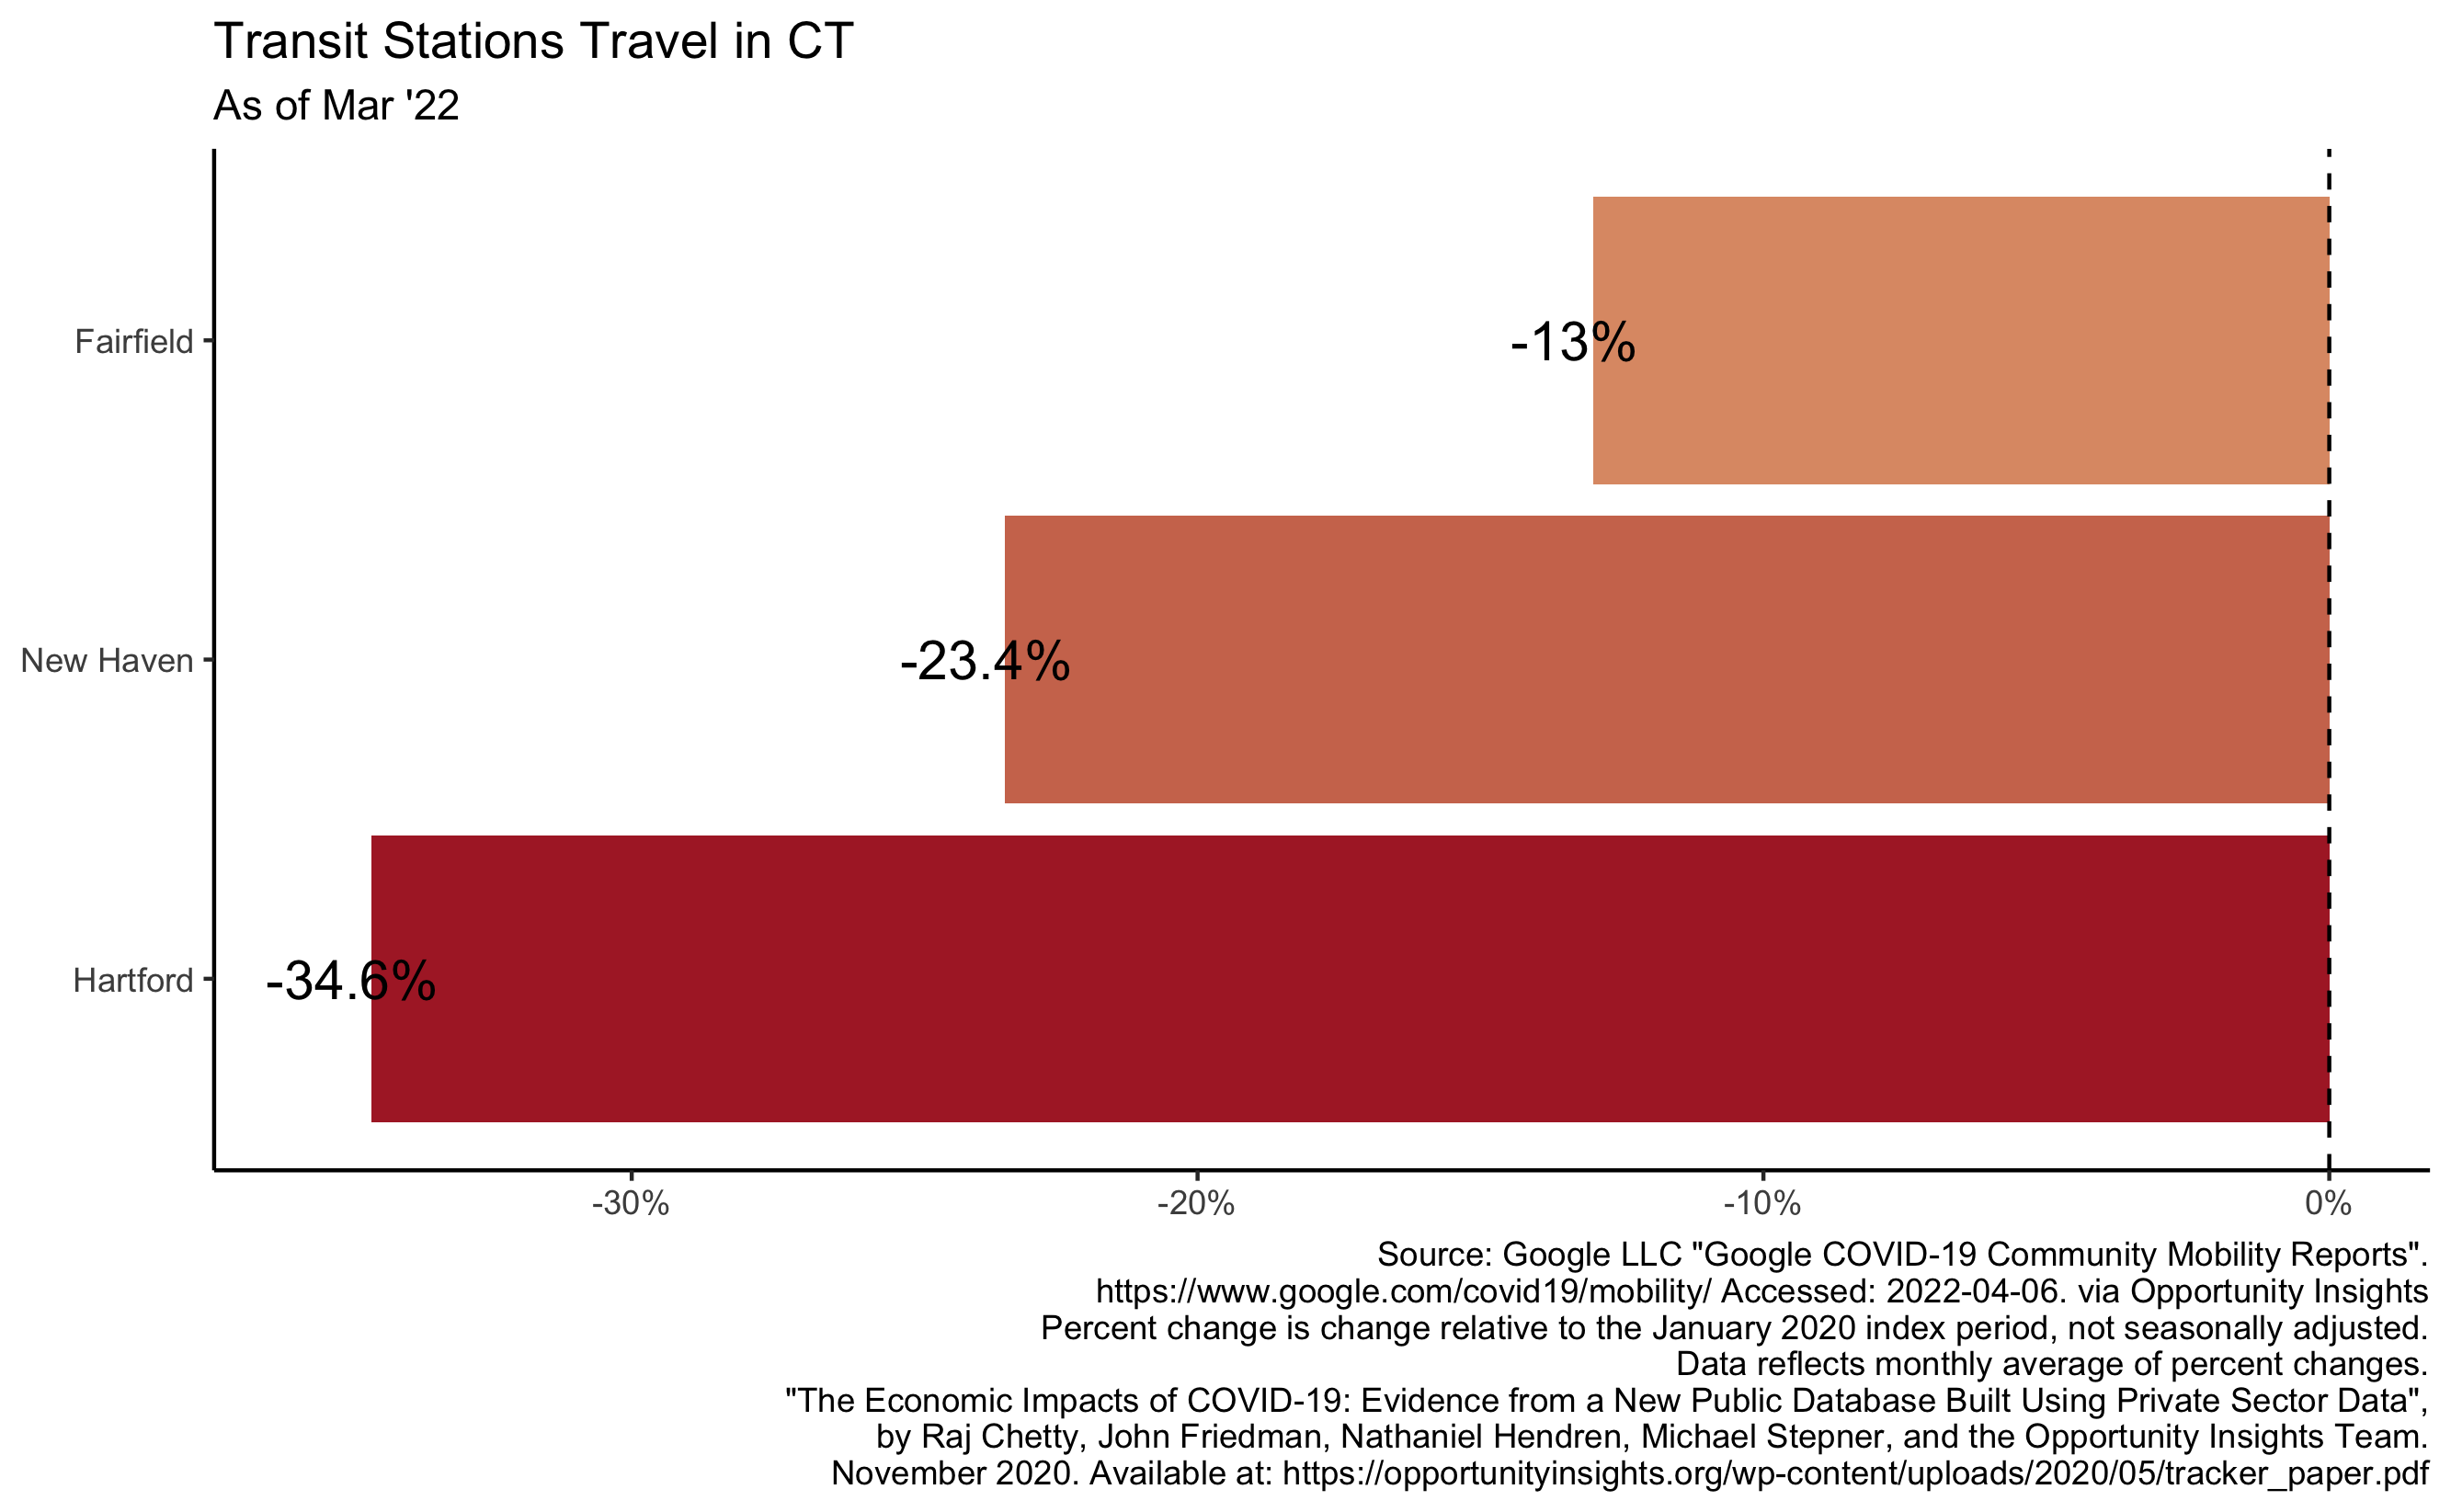 Transit Stations Travel in CT
As of Mar '22
Fairfield
-13%
New Haven
-23.4%
Hartford
-34.6%
-30% -20% -10% 0%
Source: Google LLC "Google COVID-19 Community Mobility Reports".
https://www.google.com/covid19/mobility/ Accessed: 2022-04-06. via Opportunity Insights
Percent change is change relative to the January 2020 index period, not seasonally adjusted.
Data reflects monthly average of percent changes.
"The Economic Impacts of COVID-19: Evidence from a New Public Database Built Using Private Sector Data",
by Raj Chetty, John Friedman, Nathaniel Hendren, Michael Stepner, and the Opportunity Insights Team.
November 2020. Available at: https://opportunityinsights.org/wp-content/uploads/2020/05/tracker_paper.pdf